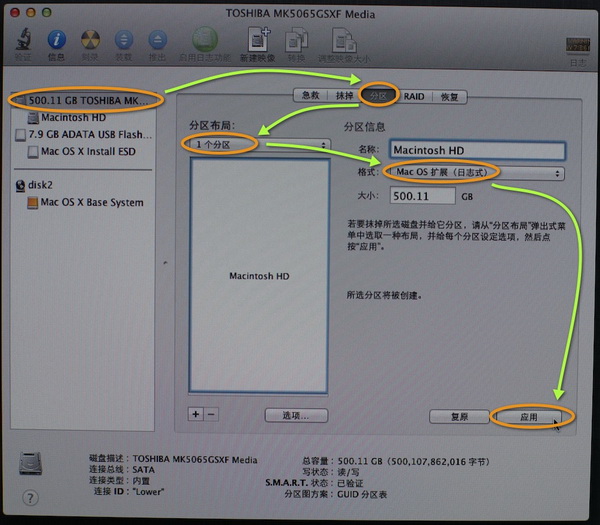 TOSHIBA MK5065GSXF Media
验证 信息 刻录 装载 推出 启用日志功能 新建映像 转换 调整映像大小 日志
500.11 GB TOSHIBA MK...
Macintosh HD
7.9 GB ADATA USB Flash...
Mac OS X Install ESD
disk2
Mac OS X Base System
急救 抹掉 分区 RAID 恢复
分区布局:
1 个分区
Macintosh HD
+ − 选项...
分区信息
名称: Macintosh HD
格式: Mac OS 扩展（日志式）
大小: 500.11 GB
若要抹掉所选磁盘并给它分区，请从“分区布局”弹出式菜
单中选取一种布局，并给每个分区设定选项，然后点
按“应用”。
所选分区将被创建。
复原 应用
磁盘描述：TOSHIBA MK5065GSXF Media
连接总线：SATA
连接类型：内置
连接 ID："Lower"
总容量：500.11 GB（500,107,862,016 字节）
写状态：读/写
S.M.A.R.T. 状态：已验证
分区图方案：GUID 分区表
?